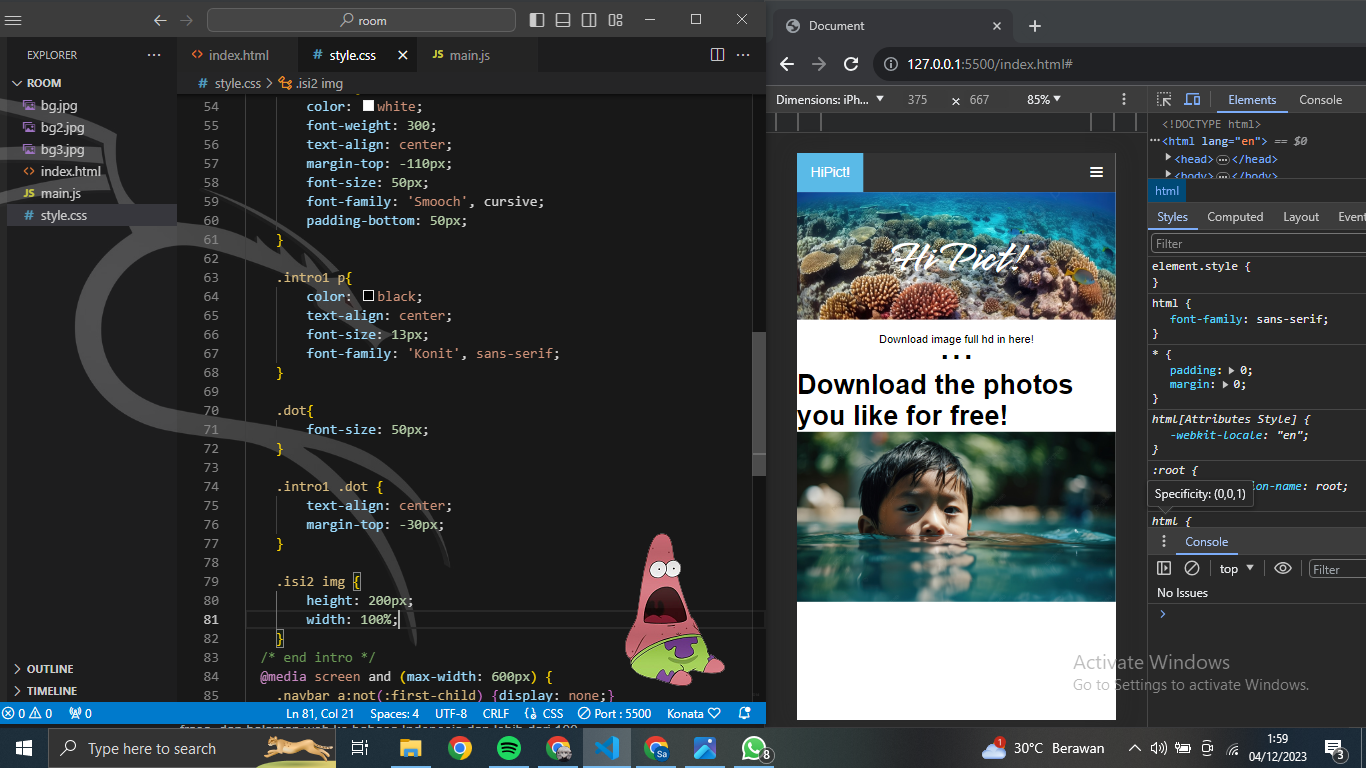 room
EXPLORER
ROOM
bg.jpg
bg2.jpg
bg3.jpg
<> index.html
JS main.js
# style.css
OUTLINE
TIMELINE
<> index.html
# style.css
JS main.js
# style.css > .isi2 img
54 color: white;
55 font-weight: 300;
56 text-align: center;
57 margin-top: -110px;
58 font-size: 50px;
59 font-family: 'Smooch', cursive;
60 padding-bottom: 50px;
61 }
62
63 .intro1 p{
64 color: black;
65 text-align: center;
66 font-size: 13px;
67 font-family: 'Konit', sans-serif;
68 }
69
70 .dot{
71 font-size: 50px;
72 }
73
74 .intro1 .dot {
75 text-align: center;
76 margin-top: -30px;
77 }
78
79 .isi2 img {
80 height: 200px;
81 width: 100%;
82 }
83 /* end intro */
84 @media screen and (max-width: 600px) {
85 .navbar a:not(:first-child) {display: none;}
0 0 0 Ln 81, Col 21 Spaces: 4 UTF-8 CRLF {} CSS Port : 5500 Konata
Document
127.0.0.1:5500/index.html#
Dimensions: iPh... 375 × 667 85%
HiPict!
Hi Pict!
Download image full hd in here!
...
Download the photos
you like for free!
Elements Console
<!DOCTYPE html>
<html lang="en"> == $0
<head> </head>
<body> </body>
html
Styles Computed Layout Event
Filter
element.style {
}
html {
font-family: sans-serif;
}
* {
padding: 0;
margin: 0;
}
html[Attributes Style] {
-webkit-locale: "en";
}
:root {
on-name: root;
Specificity: (0,0,1)
html {
Console
top Filter
No Issues
Activate Windows
Go to Settings to activate Windows.
Type here to search
Sa
8
1
30°C Berawan
1:59
04/12/2023
3